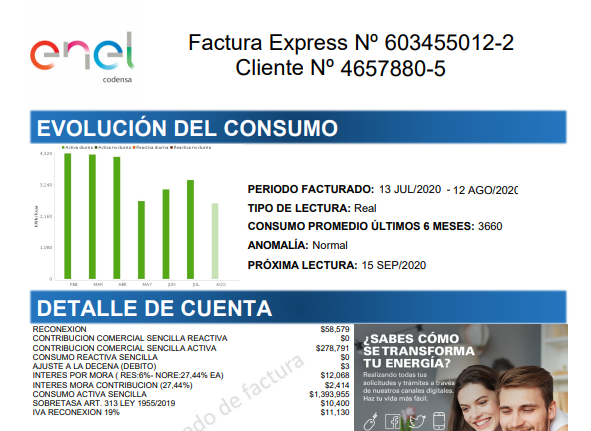 enel
codensa
Factura Express Nº 603455012-2
Cliente Nº 4657880-5
EVOLUCIÓN DEL CONSUMO
Activa diurna Activa nocturna Reactiva diurna Reactiva nocturna
4,320
3,240
2,160
1,080
0
FEB MAR ABR MAY JUN JUL AGO
PERIODO FACTURADO: 13 JUL/2020 - 12 AGO/2020
TIPO DE LECTURA: Real
CONSUMO PROMEDIO ÚLTIMOS 6 MESES: 3660
ANOMALÍA: Normal
PRÓXIMA LECTURA: 15 SEP/2020
DETALLE DE CUENTA
RECONEXION $58,579
CONTRIBUCION COMERCIAL SENCILLA REACTIVA $0
CONTRIBUCION COMERCIAL SENCILLA ACTIVA $278,791
CONSUMO REACTIVA SENCILLA $0
AJUSTE A LA DECENA (DEBITO) $3
INTERES POR MORA ( RES:6%- NORE:27,44% EA) $12,068
INTERES MORA CONTRIBUCION (27,44%) $2,414
CONSUMO ACTIVA SENCILLA $1,393,955
SOBRETASA ART. 313 LEY 1955/2019 $10,400
IVA RECONEXION 19% $11,130
ado de factura
¿SABES CÓMO
SE TRANSFORMA
TU ENERGÍA?
Realizando todas tus
solicitudes y trámites a través
de nuestros canales digitales.
Haz tu vida más fácil.